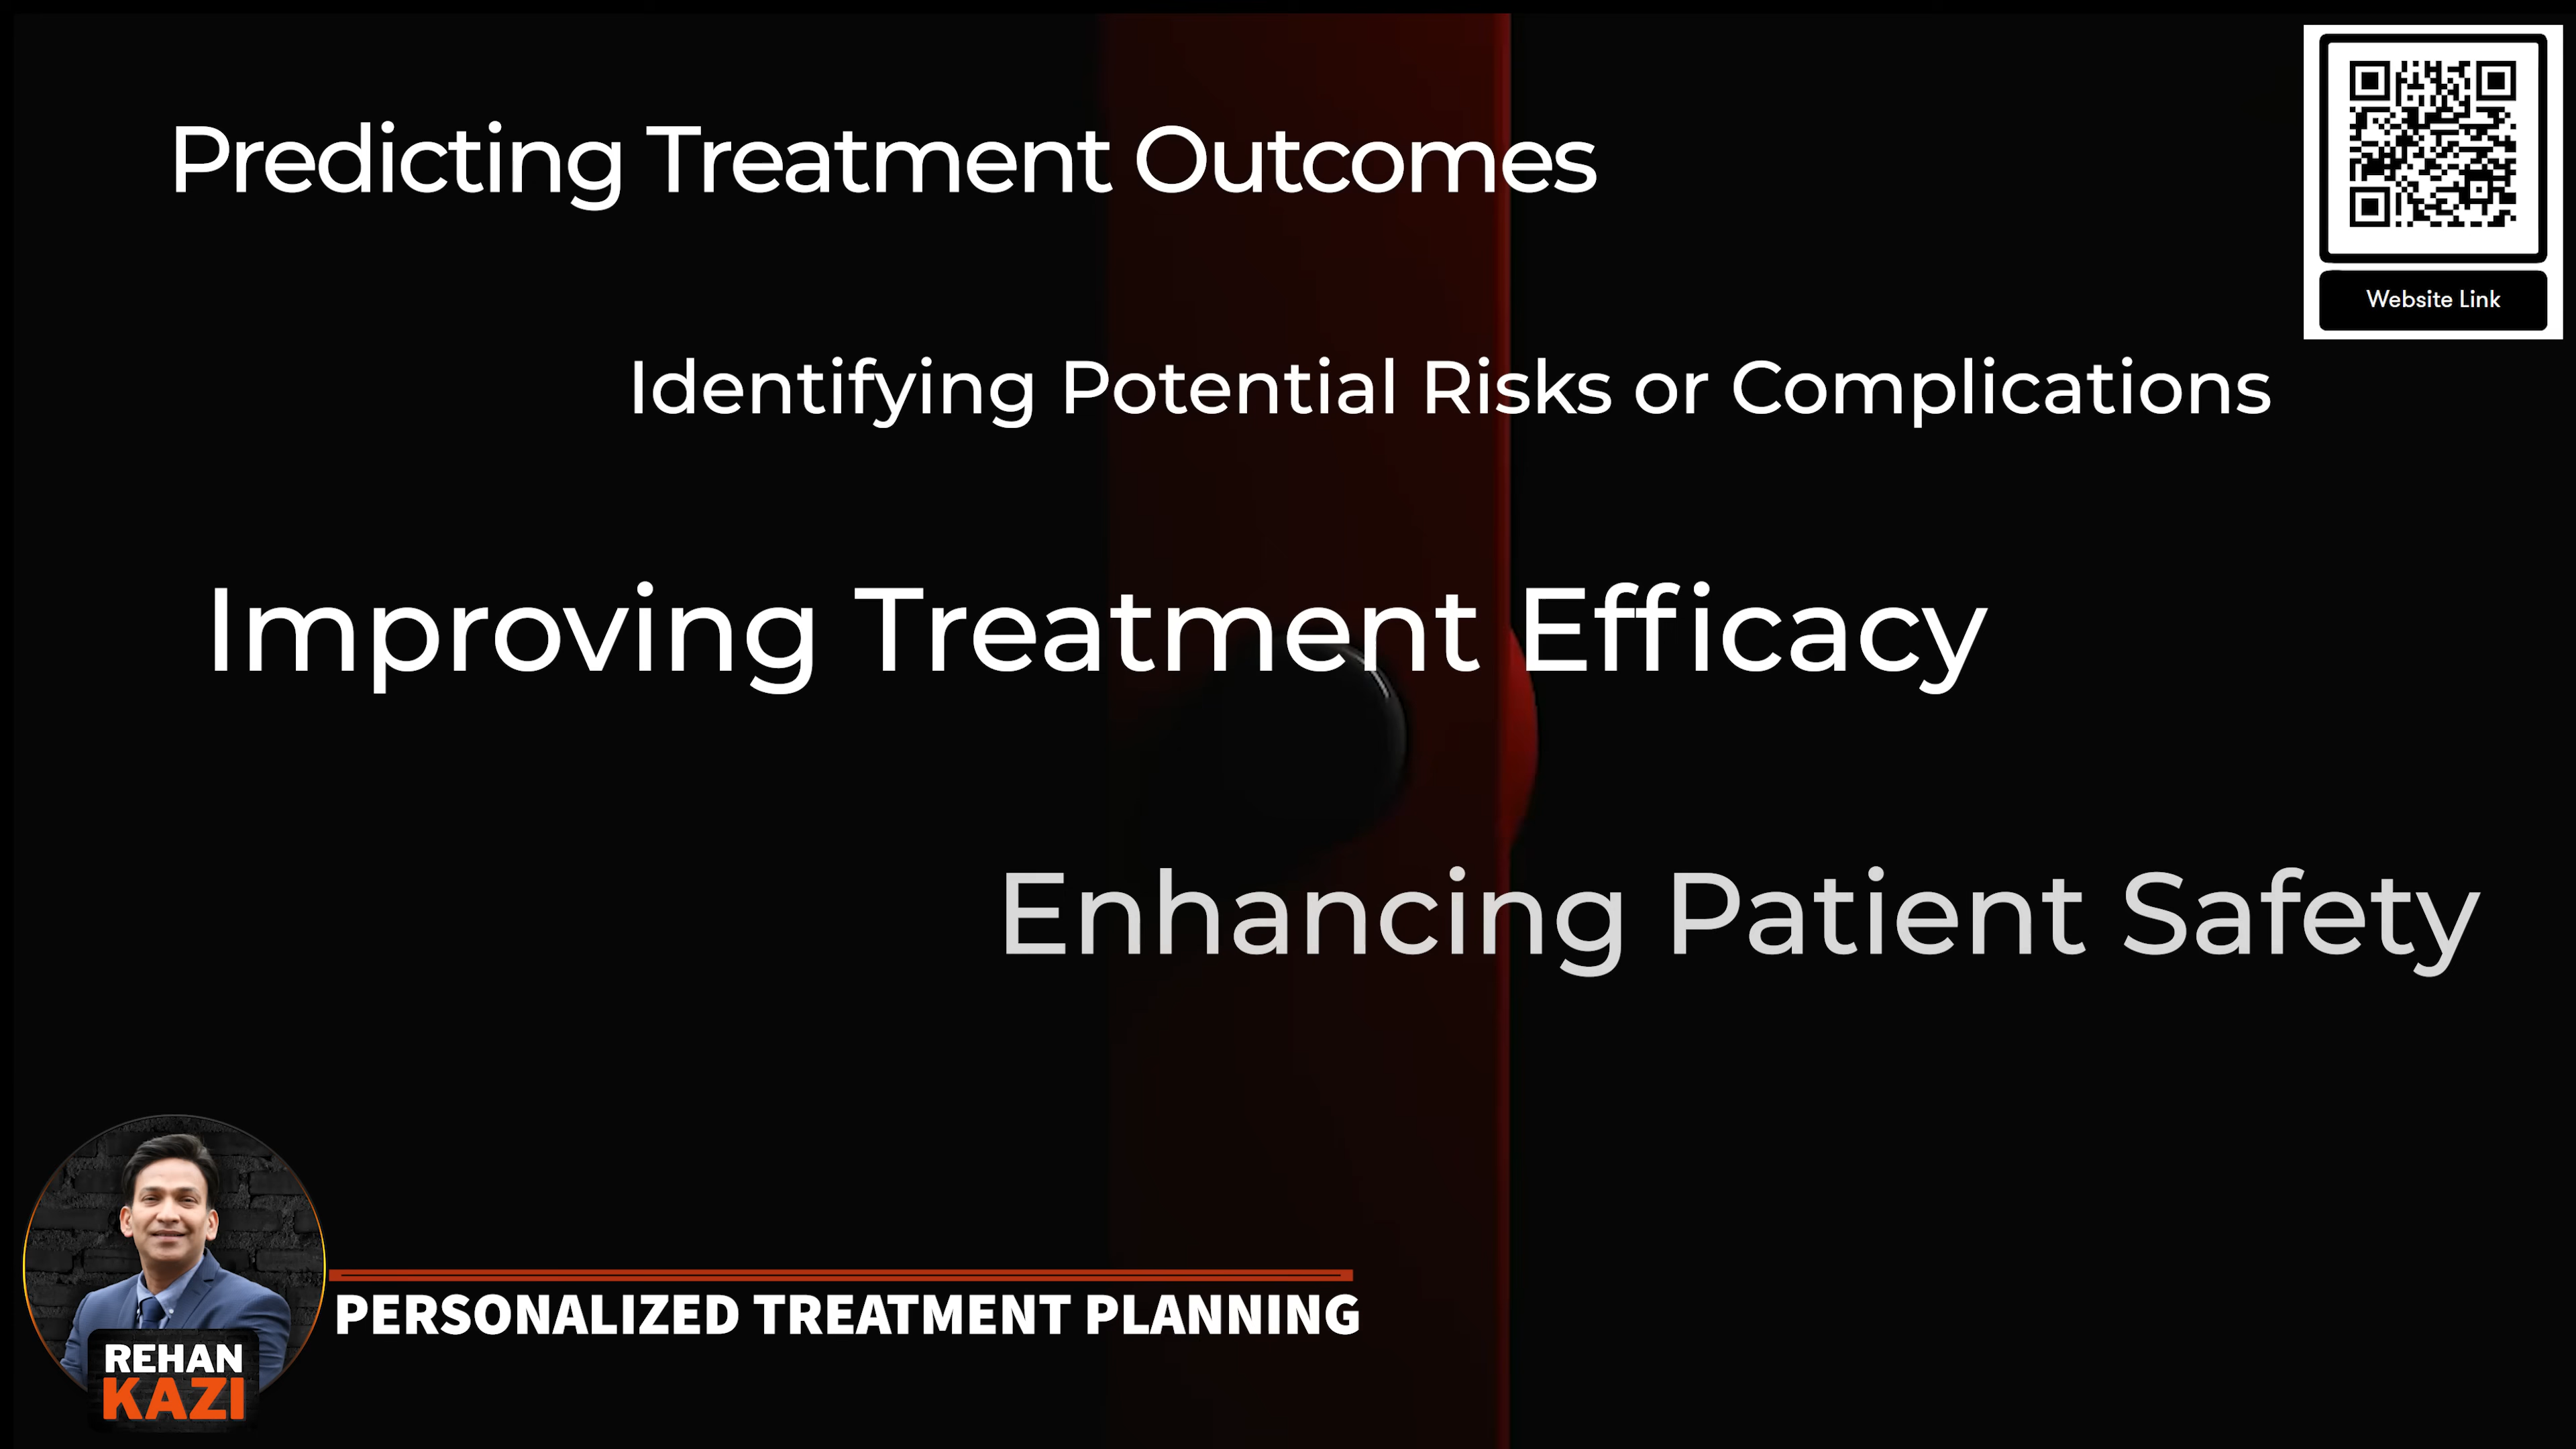 Predicting Treatment Outcomes
Website Link
Identifying Potential Risks or Complications
Improving Treatment Efficacy
Enhancing Patient Safety
PERSONALIZED TREATMENT PLANNING
REHAN
KAZI